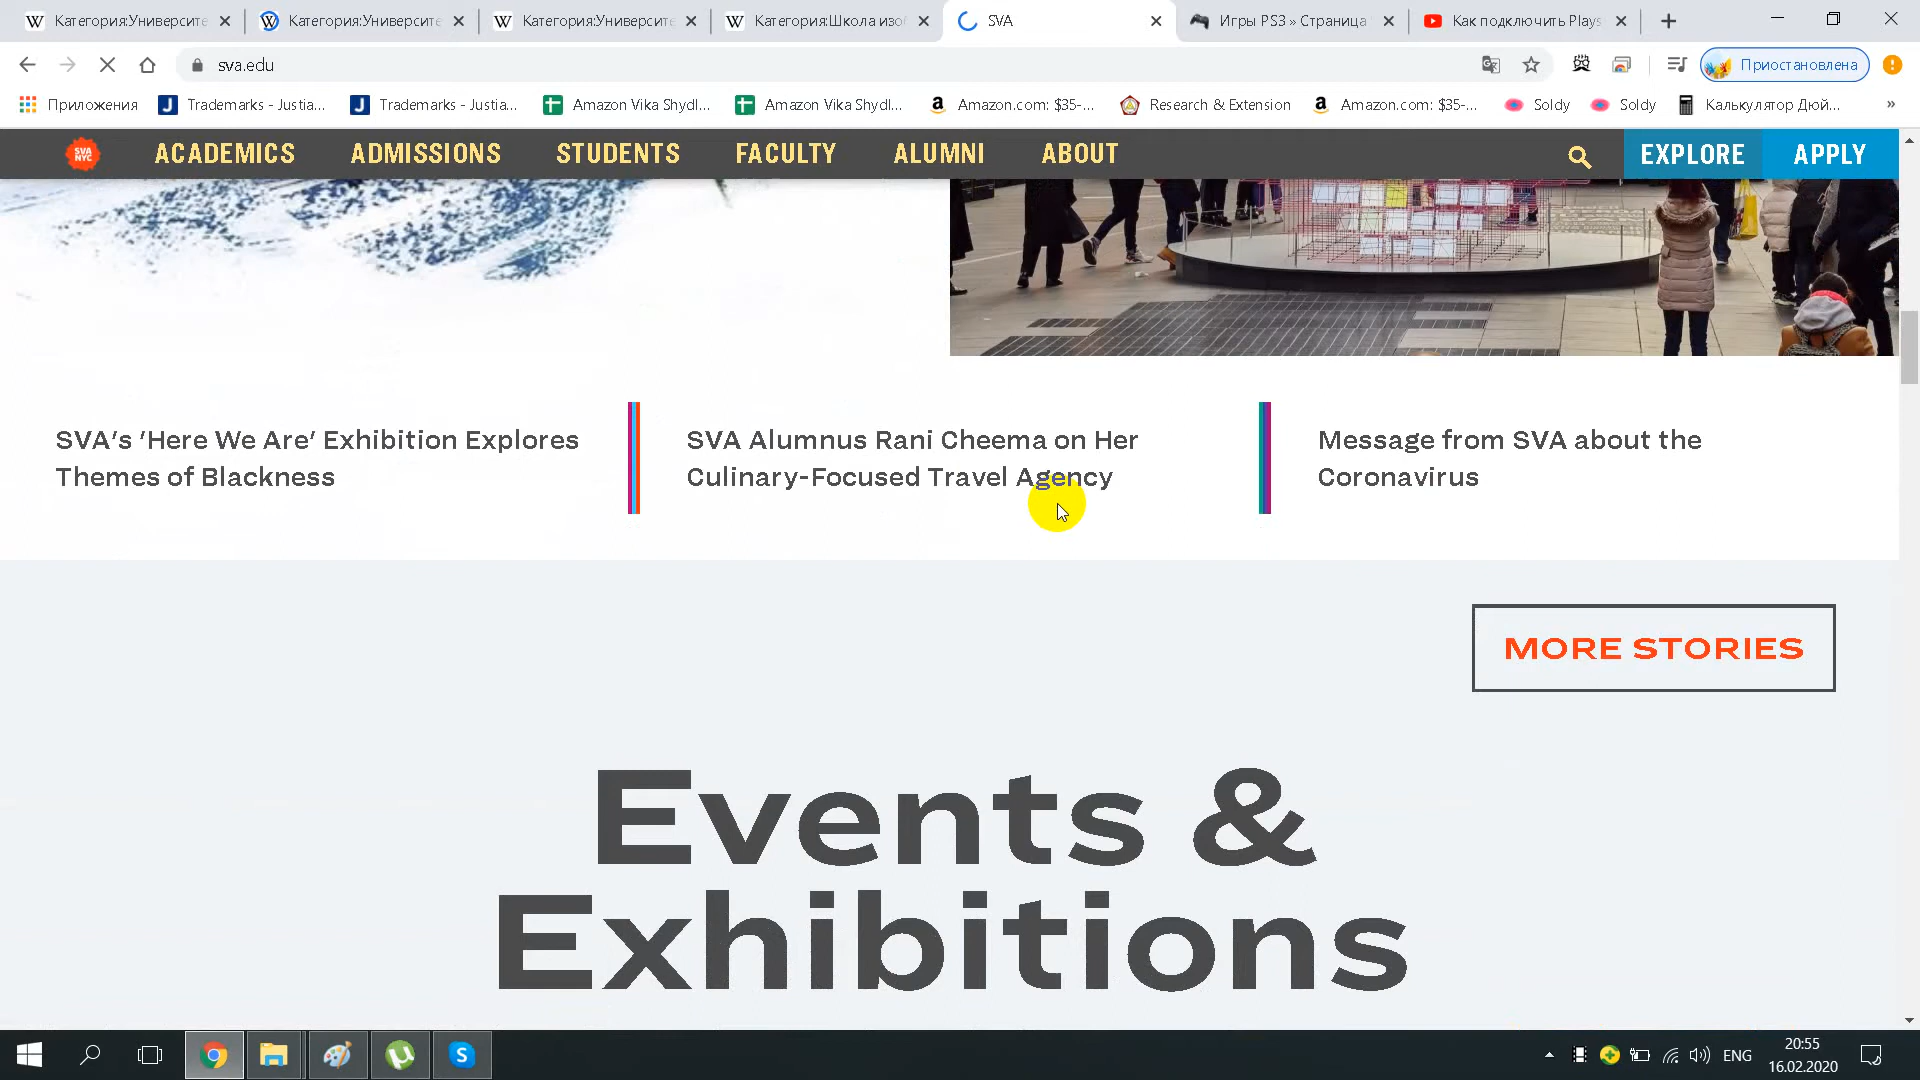 Категория:Университе
Категория:Университе
Категория:Университе
Категория:Школа изо
SVA
Игры PS3 » Страница
Как подключить Plays
sva.edu
Приостановлена
Приложения
Trademarks - Justia...
Trademarks - Justia...
Amazon Vika Shydl...
Amazon Vika Shydl...
Amazon.com: $35-...
Research & Extension
Amazon.com: $35-...
Soldy
Soldy
Калькулятор Дюй...
»
SVA
NYC
ACADEMICS
ADMISSIONS
STUDENTS
FACULTY
ALUMNI
ABOUT
EXPLORE
APPLY
SVA's 'Here We Are' Exhibition Explores
Themes of Blackness
SVA Alumnus Rani Cheema on Her
Culinary-Focused Travel Agency
Message from SVA about the
Coronavirus
MORE STORIES
Events &
Exhibitions
ENG
20:55
16.02.2020